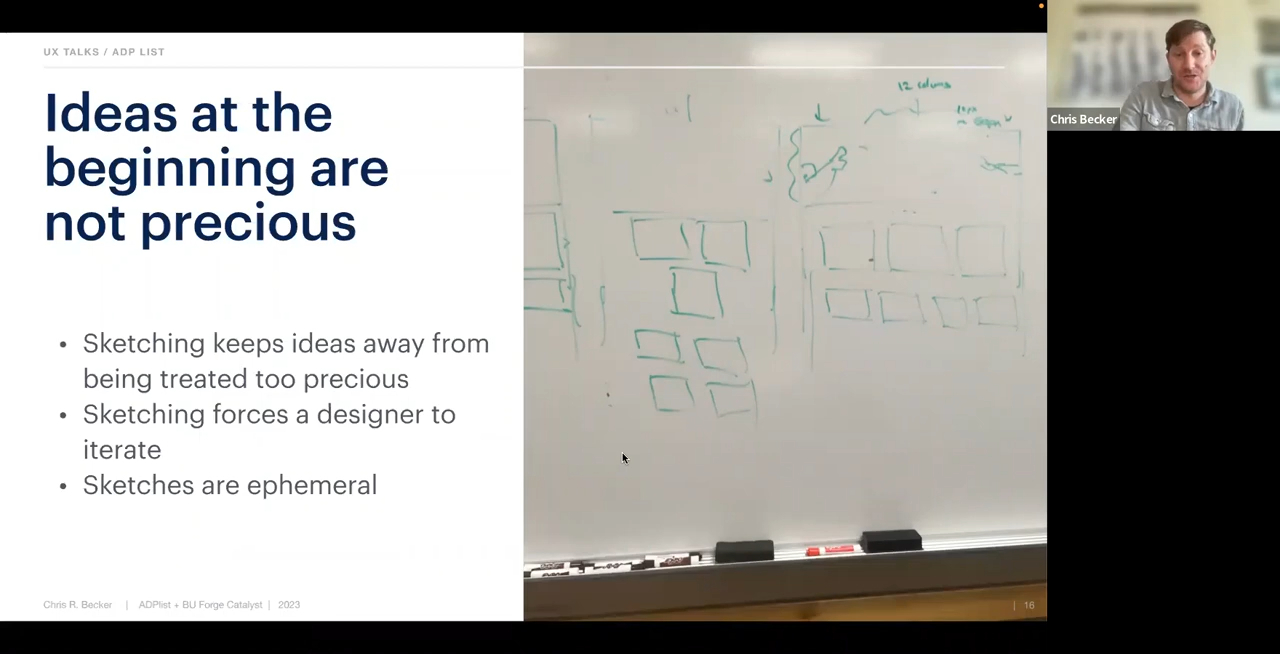 UX TALKS / ADP LIST
Ideas at the
beginning are
not precious
• Sketching keeps ideas away from
being treated too precious
• Sketching forces a designer to
iterate
• Sketches are ephemeral
12 column
Chris R. Becker | ADPlist + BU Forge Catalyst | 2023
| 16
Chris Becker